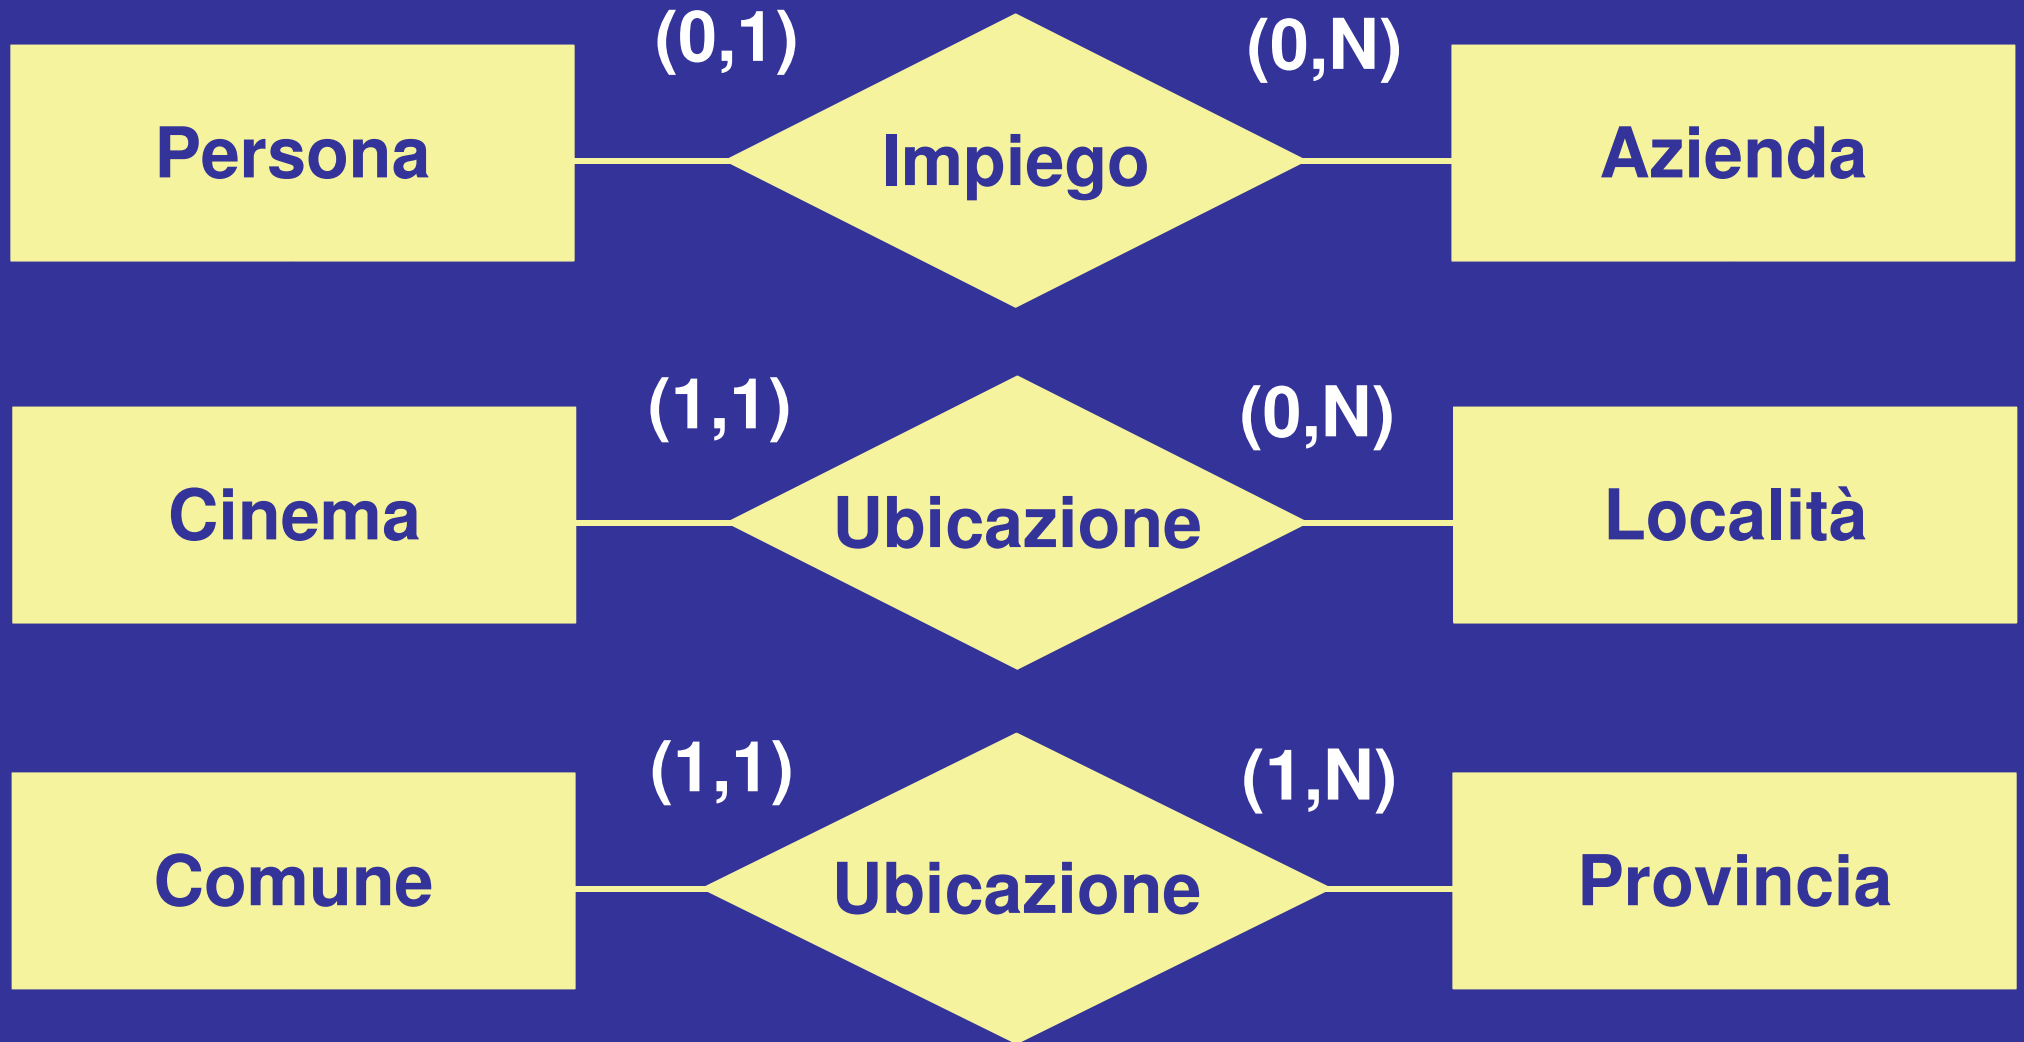 (0,1) (0,N)
Persona Impiego Azienda
(1,1) (0,N)
Cinema Ubicazione Località
(1,1) (1,N)
Comune Ubicazione Provincia